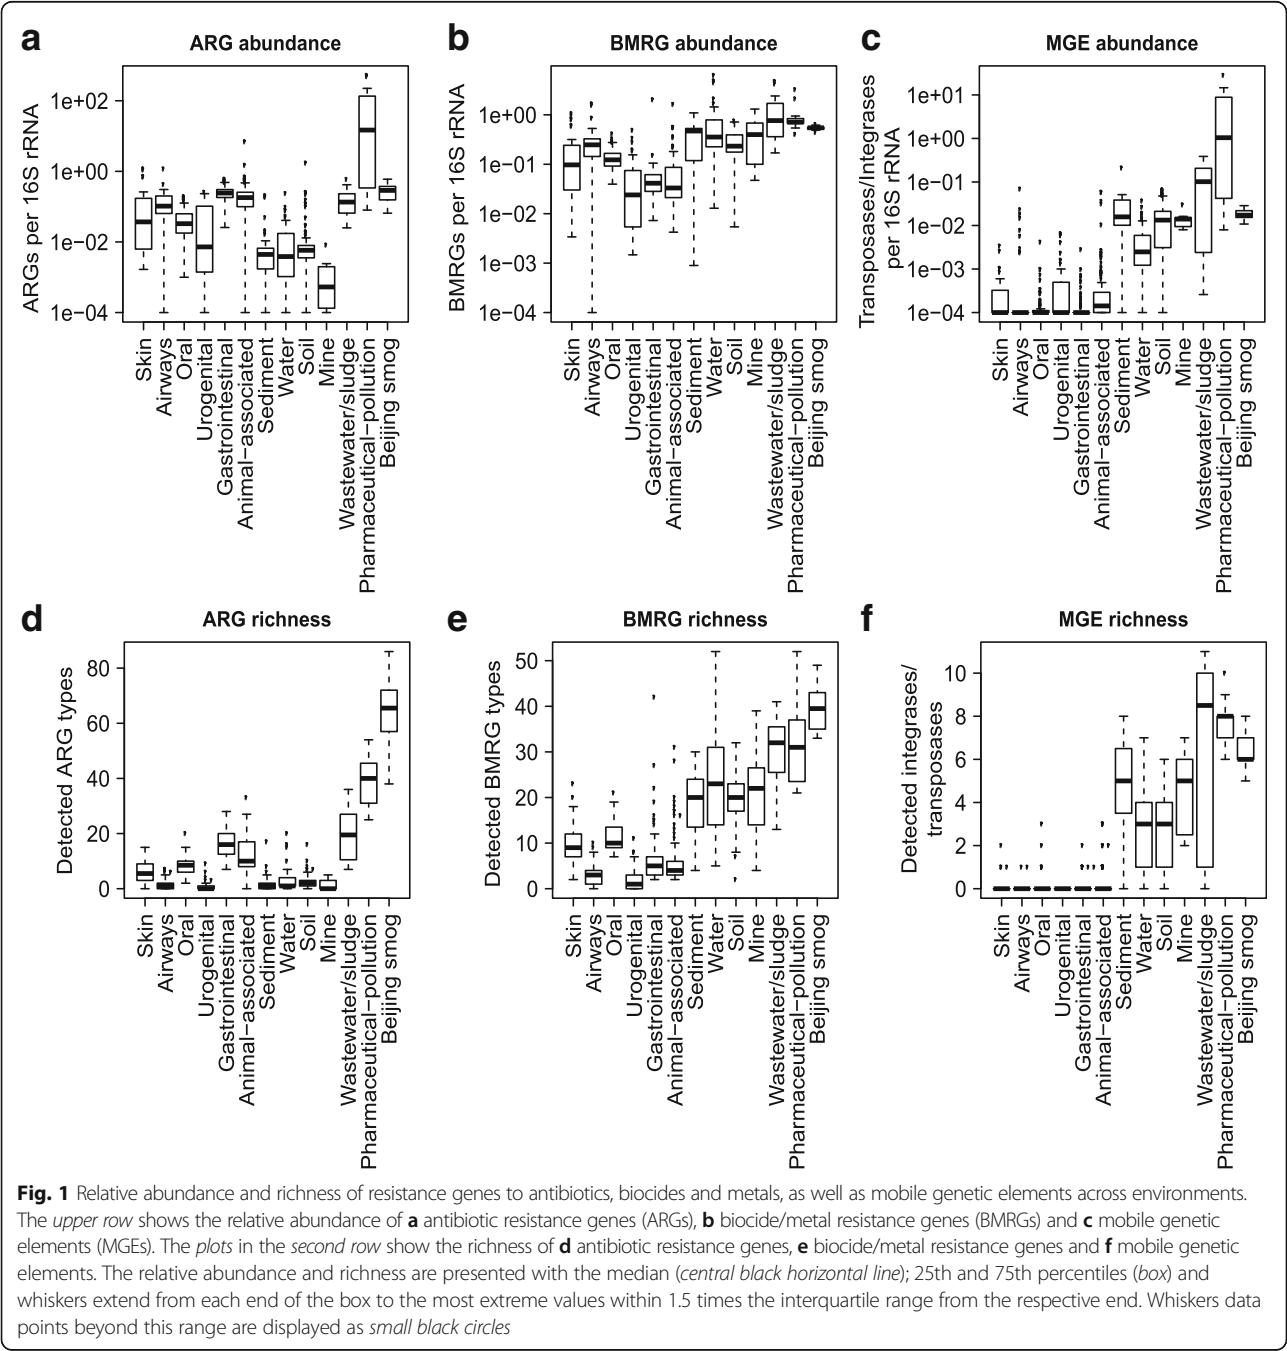 a
ARG abundance
ARGs per 16S rRNA
1e+02
1e+00
1e−02
1e−04
Skin
Airways
Oral
Urogenital
Gastrointestinal
Animal−associated
Sediment
Water
Soil
Mine
Wastewater/sludge
Pharmaceutical−pollution
Beijing smog
b
BMRG abundance
BMRGs per 16S rRNA
1e+00
1e−01
1e−02
1e−03
1e−04
Skin
Airways
Oral
Urogenital
Gastrointestinal
Animal−associated
Sediment
Water
Soil
Mine
Wastewater/sludge
Pharmaceutical−pollution
Beijing smog
c
MGE abundance
Transposases/Integrases
per 16S rRNA
1e+01
1e+00
1e−01
1e−02
1e−03
1e−04
Skin
Airways
Oral
Urogenital
Gastrointestinal
Animal−associated
Sediment
Water
Soil
Mine
Wastewater/sludge
Pharmaceutical−pollution
Beijing smog
d
ARG richness
Detected ARG types
80
60
40
20
0
Skin
Airways
Oral
Urogenital
Gastrointestinal
Animal−associated
Sediment
Water
Soil
Mine
Wastewater/sludge
Pharmaceutical−pollution
Beijing smog
e
BMRG richness
Detected BMRG types
50
40
30
20
10
0
Skin
Airways
Oral
Urogenital
Gastrointestinal
Animal−associated
Sediment
Water
Soil
Mine
Wastewater/sludge
Pharmaceutical−pollution
Beijing smog
f
MGE richness
Detected integrases/
transposases
10
8
6
4
2
0
Skin
Airways
Oral
Urogenital
Gastrointestinal
Animal−associated
Sediment
Water
Soil
Mine
Wastewater/sludge
Pharmaceutical−pollution
Beijing smog
Fig. 1 Relative abundance and richness of resistance genes to antibiotics, biocides and metals, as well as mobile genetic elements across environments.
The upper row shows the relative abundance of a antibiotic resistance genes (ARGs), b biocide/metal resistance genes (BMRGs) and c mobile genetic
elements (MGEs). The plots in the second row show the richness of d antibiotic resistance genes, e biocide/metal resistance genes and f mobile genetic
elements. The relative abundance and richness are presented with the median (central black horizontal line); 25th and 75th percentiles (box) and
whiskers extend from each end of the box to the most extreme values within 1.5 times the interquartile range from the respective end. Whiskers data
points beyond this range are displayed as small black circles